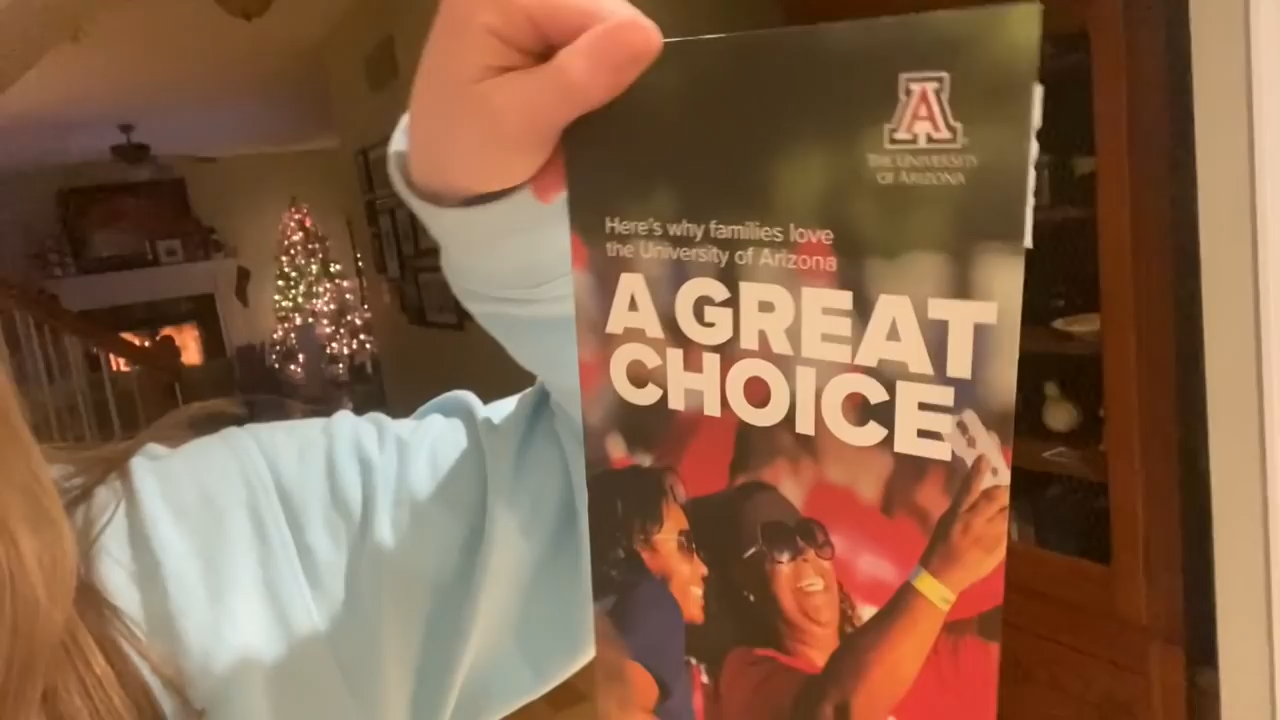 A
THE UNIVERSITY
OF ARIZONA
Here's why families love
the University of Arizona
A GREAT
CHOICE